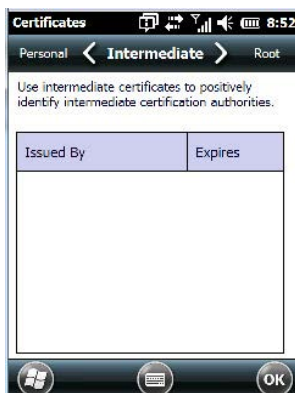 Certificates 8:52
Personal Intermediate Root
Use intermediate certificates to positively
identify intermediate certification authorities.
Issued By Expires
OK